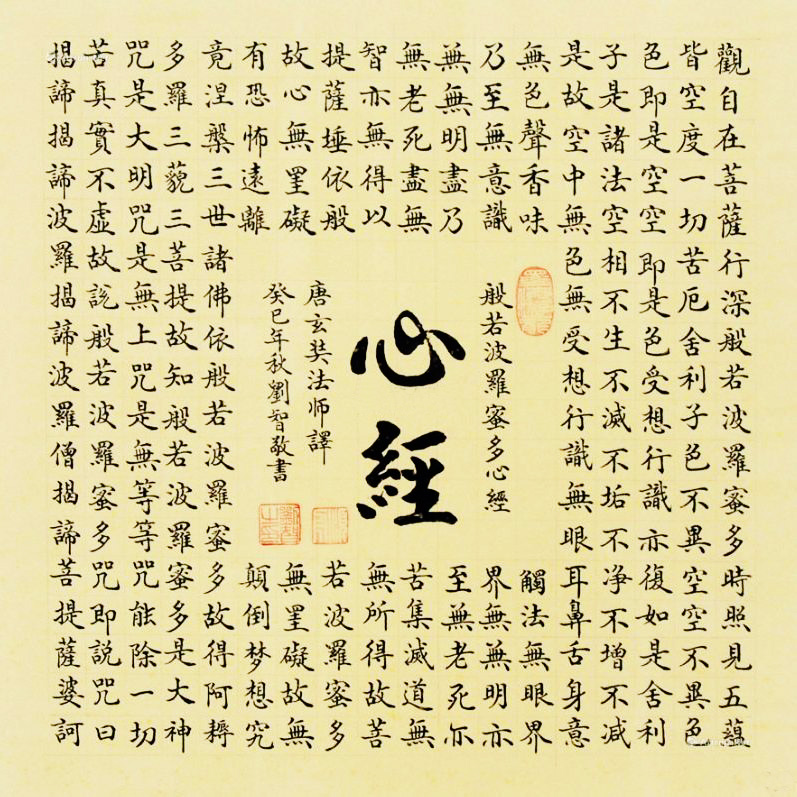 觀自在菩薩行深般若波羅蜜多時照見五蘊
皆空度一切苦厄舍利子色不異空空不異色
色即是空空即是色受想行識亦復如是舍利
子是諸法空相不生不滅不垢不净不增不减
是故空中無色無受想行識無眼耳鼻舌身意
無色聲香味
觸法無眼界
乃至無意識
界無無明亦
無無明盡乃
至無老死亦
無老死盡無
苦集滅道無
智亦無得以
無所得故菩
提薩埵依般
若波羅蜜多
故心無罣礙
無罣礙故無
有恐怖遠離
顛倒梦想究
竟涅槃三世諸佛依般若波羅蜜多故得阿耨
多羅三藐三菩提故知般若波羅蜜多是大神
咒是大明咒是無上咒是無等等咒能除一切
苦真實不虛故說般若波羅蜜多咒即說咒曰
揭諦揭諦波羅揭諦波羅僧揭諦菩提薩婆訶
般若波羅蜜多心經
心經
唐玄奘法师譯
癸巳年秋劉智敬書